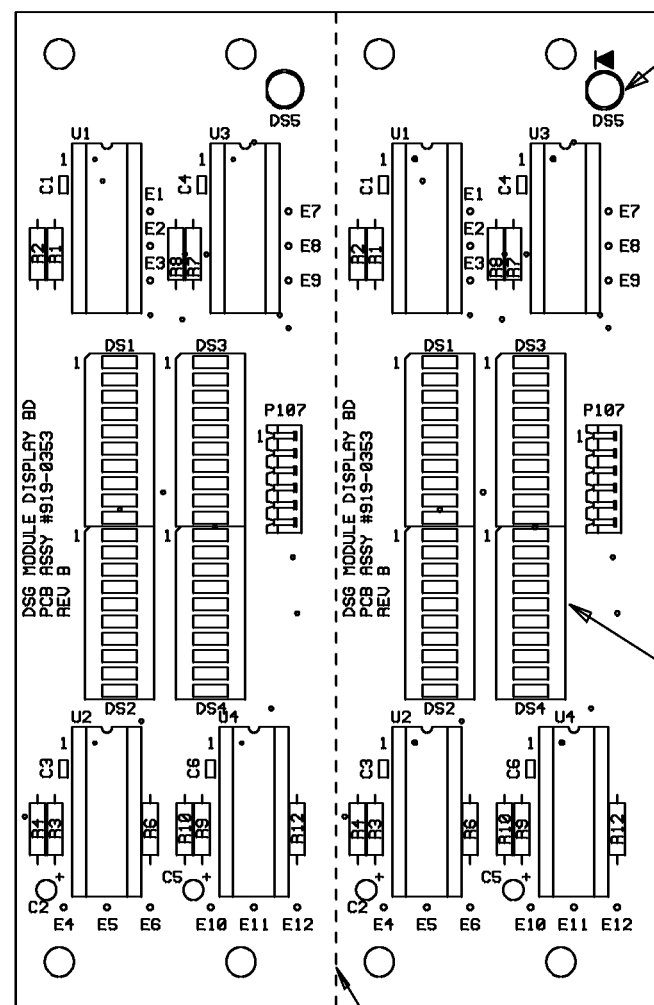 DS5 DS5
U1 U3 U1 U3
1 1 1 1
C1 C4 C1 C4
E1 E7 E1 E7
E2 E8 E2 E8
E3 E9 E3 E9
R2 R1 R8 R7 R2 R1 R8 R7
DS1 DS3 DS1 DS3
1 1 1 1
P107 P107
1 1
DSG MODULE DISPLAY BD
PCB ASSY #919-0353
REV B
DSG MODULE DISPLAY BD
PCB ASSY #919-0353
REV B
1 1 1 1
DS2 DS4 DS2 DS4
U2 U4 U2 U4
1 1 1 1
C3 C6 C3 C6
R4 R3 R6 R10 R9 R12 R4 R3 R6 R10 R9 R12
+ + + +
C2 C5 C2 C5
E4 E5 E6 E10 E11 E12 E4 E5 E6 E10 E11 E12